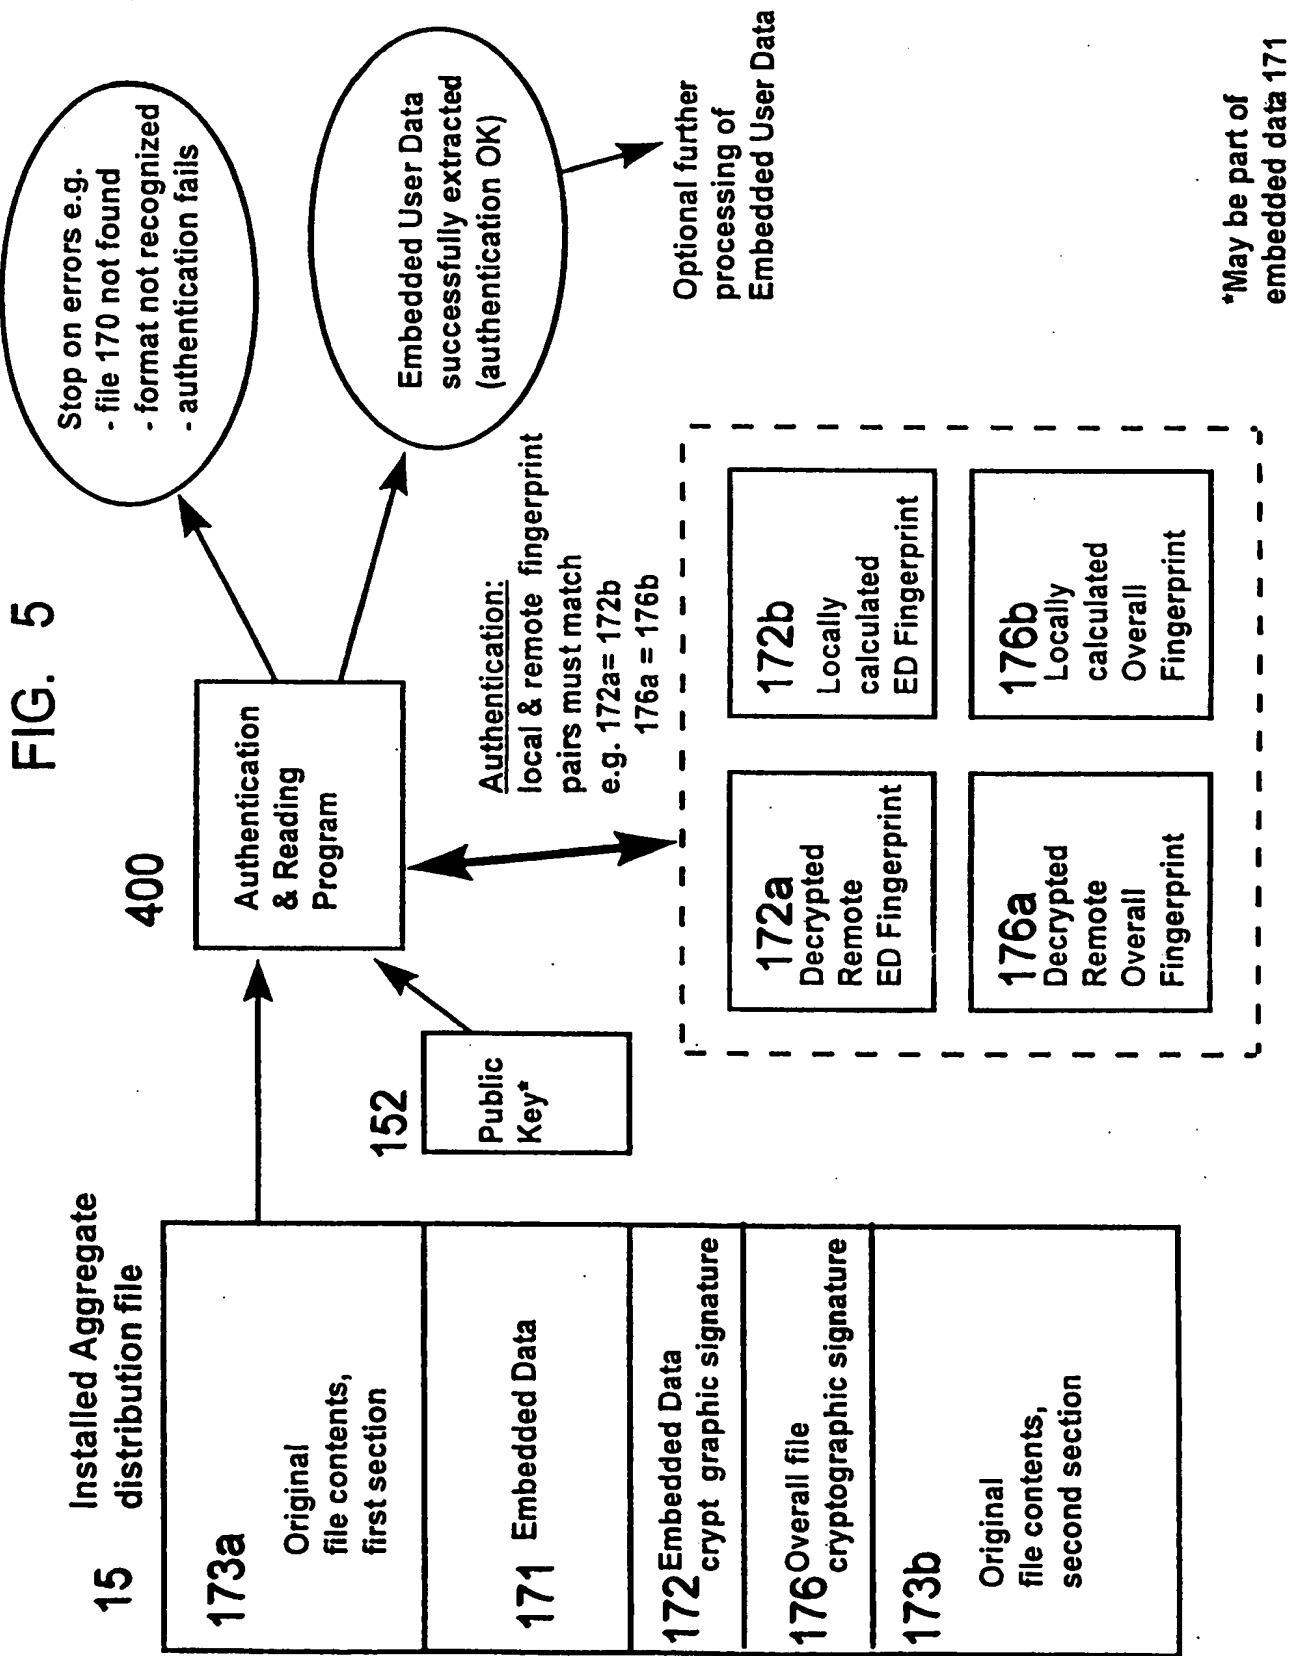 FIG. 5
15
Installed Aggregate
distribution file
173a
Original
file contents,
first section
171
Embedded Data
172
Embedded Data
crypt graphic signature
176
Overall file
cryptographic signature
173b
Original
file contents,
second section
152
Public
Key*
400
Authentication
& Reading
Program
Stop on errors e.g.
- file 170 not found
- format not recognized
- authentication fails
Embedded User Data
successfully extracted
(authentication OK)
Optional further
processing of
Embedded User Data
Authentication:
local & remote fingerprint
pairs must match
e.g. 172a= 172b
176a = 176b
172a
Decrypted
Remote
ED Fingerprint
172b
Locally
calculated
ED Fingerprint
176a
Decrypted
Remote
Overall
Fingerprint
176b
Locally
calculated
Overall
Fingerprint
*May be part of
embedded data 171